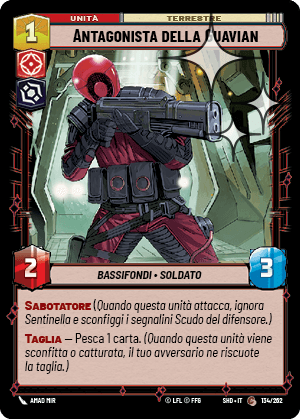 UNITÀ
TERRESTRE
1
ANTAGONISTA DELLA GUAVIAN
2
BASSIFONDI • SOLDATO
3
SABOTATORE (Quando questa unità attacca, ignora
Sentinella e sconfiggi i segnalini Scudo del difensore.)
TAGLIA — Pesca 1 carta. (Quando questa unità viene
sconfitta o catturata, il tuo avversario ne riscuote
la taglia.)
AMAD MIR
© LFL © FFG
SHD • IT
134/262